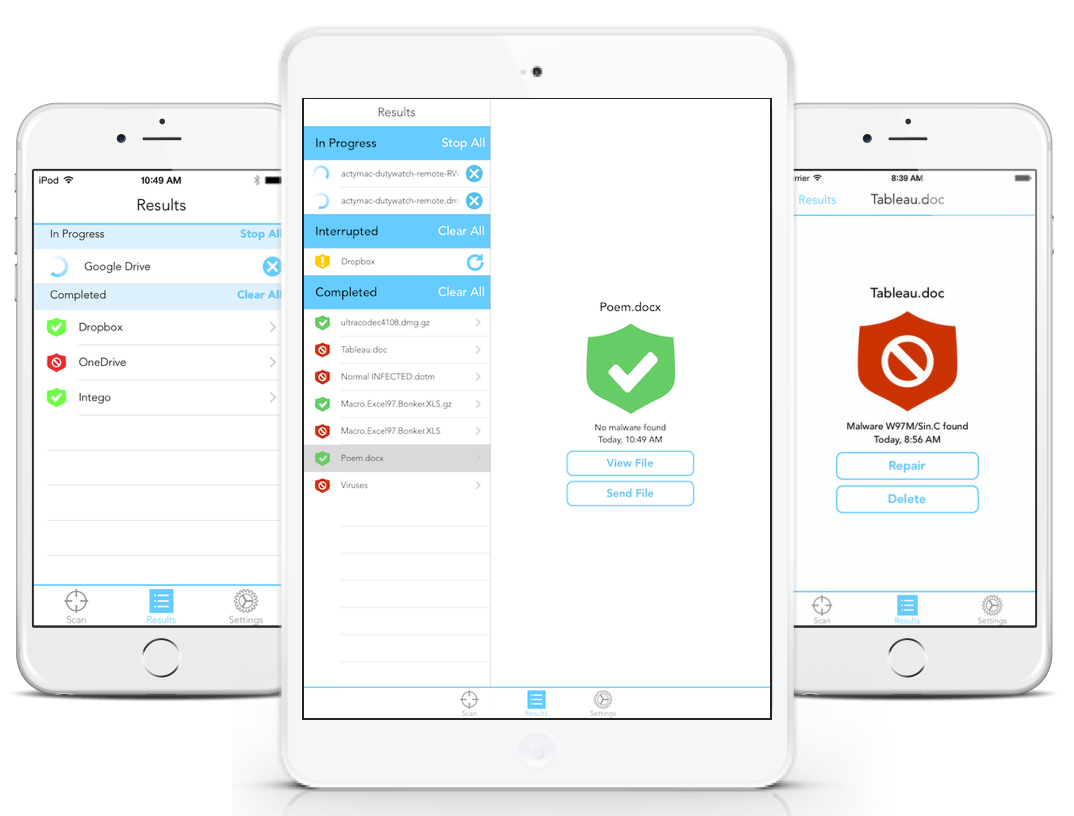 iPod
10:49 AM
Results
In Progress
Stop All
Google Drive
Completed
Clear All
Dropbox
OneDrive
Intego
Scan
Results
Settings
Results
In Progress
Stop All
actymac-dutywatch-remote-RW
actymac-dutywatch-remote.dm
Interrupted
Clear All
Dropbox
Completed
Clear All
ultracodec4108.dmg.gz
Tableau.doc
Normal INFECTED.dotm
Macro.Excel97.Bonker.XLS.gz
Macro.Excel97.Bonker.XLS
Poem.docx
Viruses
Poem.docx
No malware found
Today, 10:49 AM
View File
Send File
Scan
Results
Settings
rrier
8:39 AM
Results
Tableau.doc
Tableau.doc
Malware W97M/Sin.C found
Today, 8:56 AM
Repair
Delete
Scan
Results
Settings